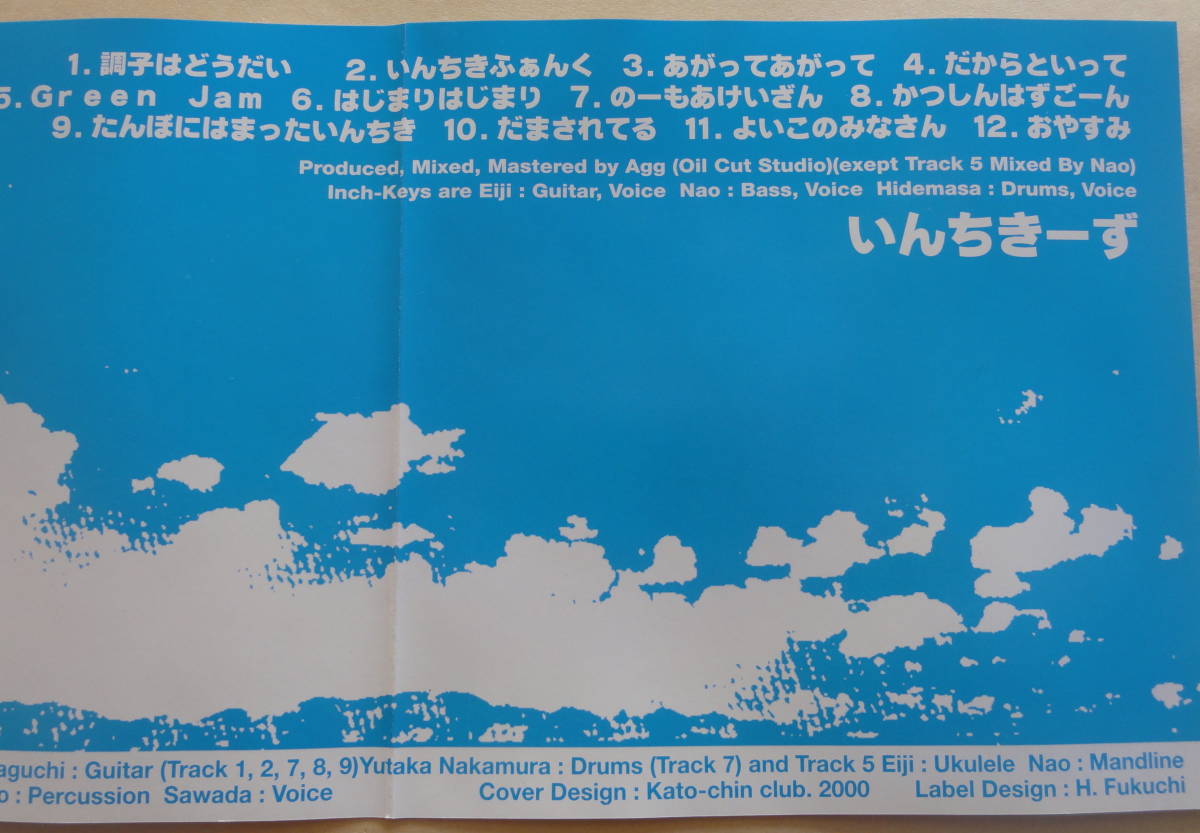 1. 調子はどうだい 2. いんちきふぁんく 3. あがってあがって 4. だからといって
5. Green Jam 6. はじまりはじまり 7. のーもあけいざん 8. かつしんはずごーん
9. たんぼにはまったいんちき 10. だまされてる 11. よいこのみなさん 12. おやすみ
Produced, Mixed, Mastered by Agg (Oil Cut Studio)(exept Track 5 Mixed By Nao)
Inch-Keys are Eiji : Guitar, Voice Nao : Bass, Voice Hidemasa : Drums, Voice
いんちきーず
aguchi : Guitar (Track 1, 2, 7, 8, 9)Yutaka Nakamura : Drums (Track 7) and Track 5 Eiji : Ukulele Nao : Mandline
o : Percussion Sawada : Voice Cover Design : Kato-chin club. 2000 Label Design : H. Fukuchi